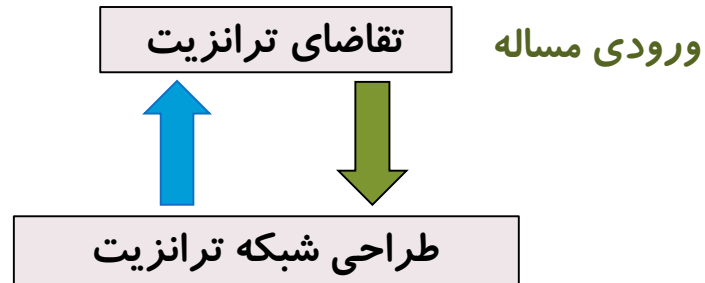 تقاضای ترانزیت
ورودی مساله
طراحی شبکه ترانزیت